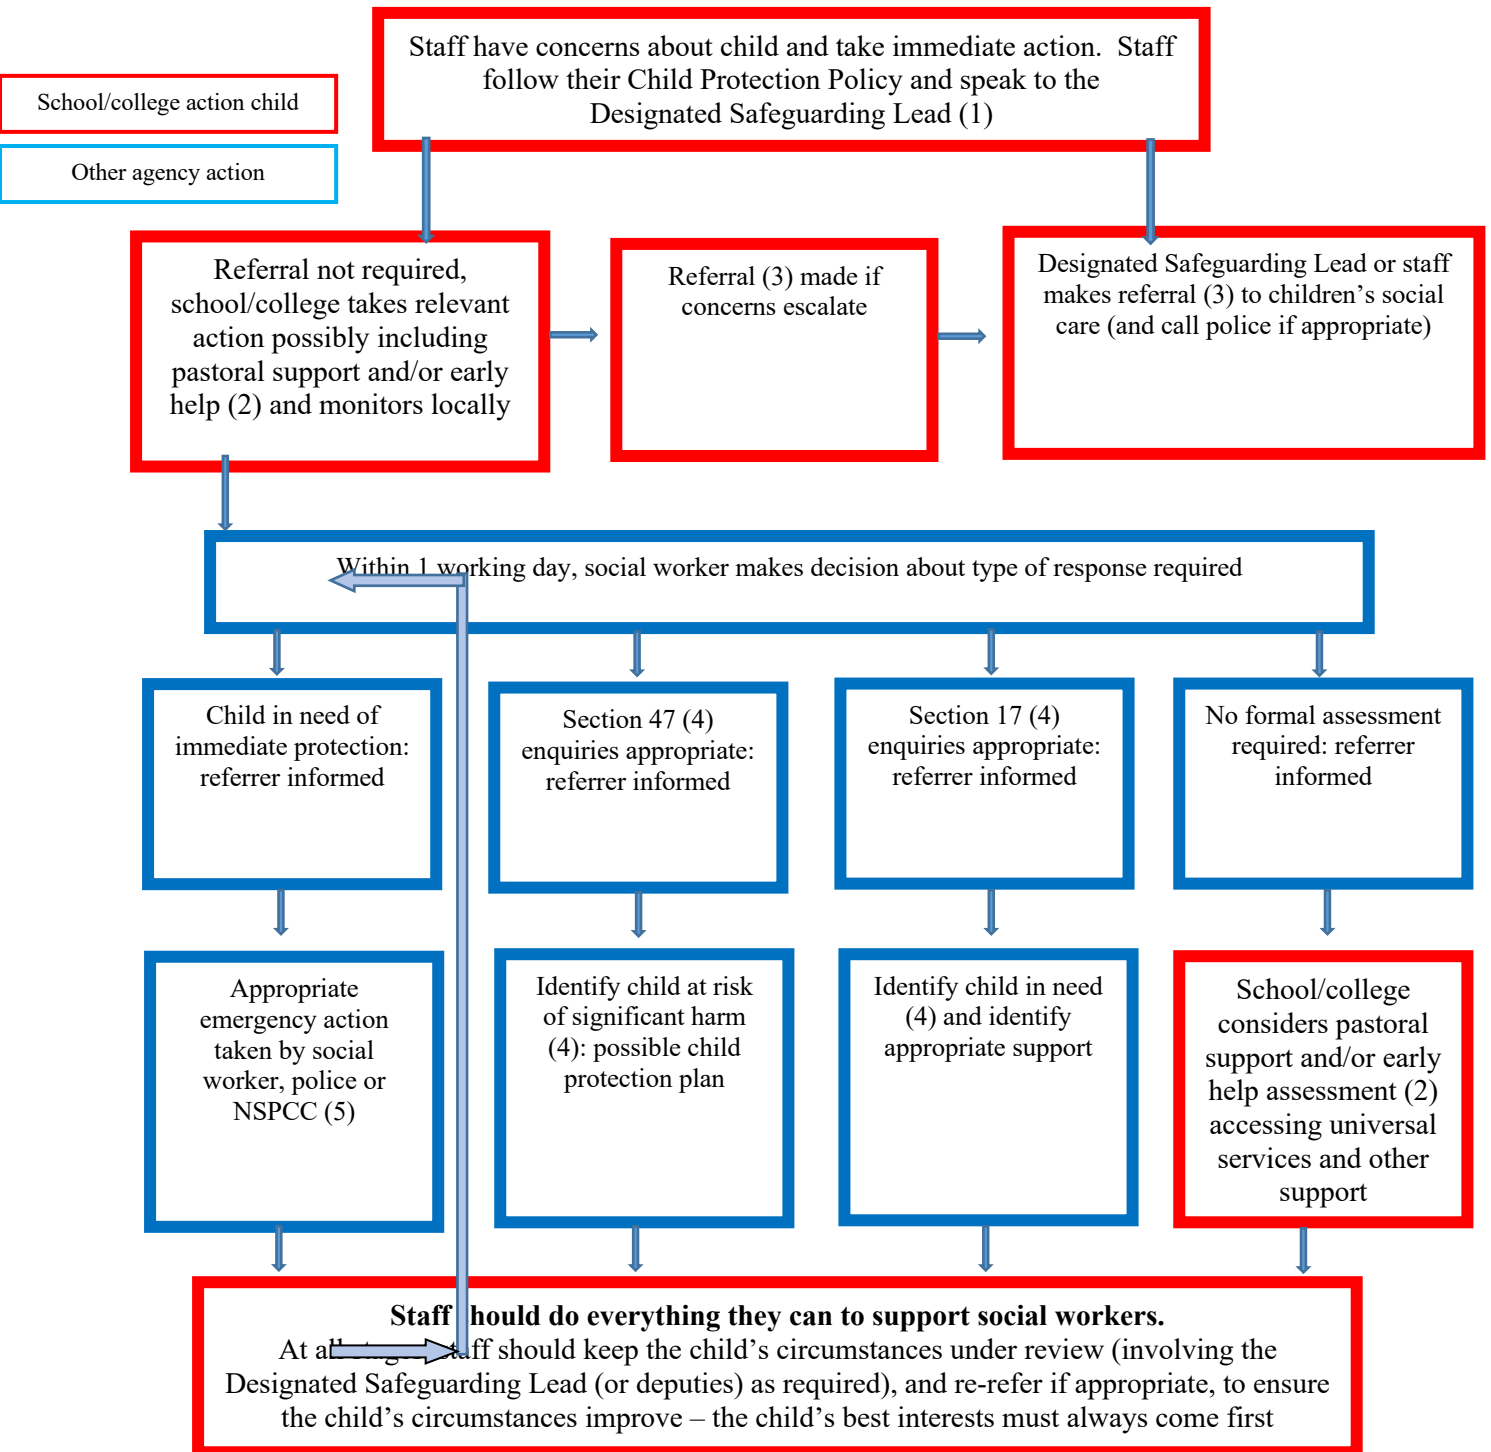 Staff have concerns about child and take immediate action.  Staff
follow their Child Protection Policy and speak to the
Designated Safeguarding Lead (1)
School/college action child
Other agency action
Referral not required,
school/college takes relevant
action possibly including
pastoral support and/or early
help (2) and monitors locally
Referral (3) made if
concerns escalate
Designated Safeguarding Lead or staff
makes referral (3) to children’s social
care (and call police if appropriate)
Within 1 working day, social worker makes decision about type of response required
Child in need of
immediate protection:
referrer informed
Section 47 (4)
enquiries appropriate:
referrer informed
Section 17 (4)
enquiries appropriate:
referrer informed
No formal assessment
required: referrer
informed
Appropriate
emergency action
taken by social
worker, police or
NSPCC (5)
Identify child at risk
of significant harm
(4): possible child
protection plan
Identify child in need
(4) and identify
appropriate support
School/college
considers pastoral
support and/or early
help assessment (2)
accessing universal
services and other
support
Staff should do everything they can to support social workers.
At all staff should keep the child’s circumstances under review (involving the
Designated Safeguarding Lead (or deputies) as required), and re-refer if appropriate, to ensure
the child’s circumstances improve – the child’s best interests must always come first